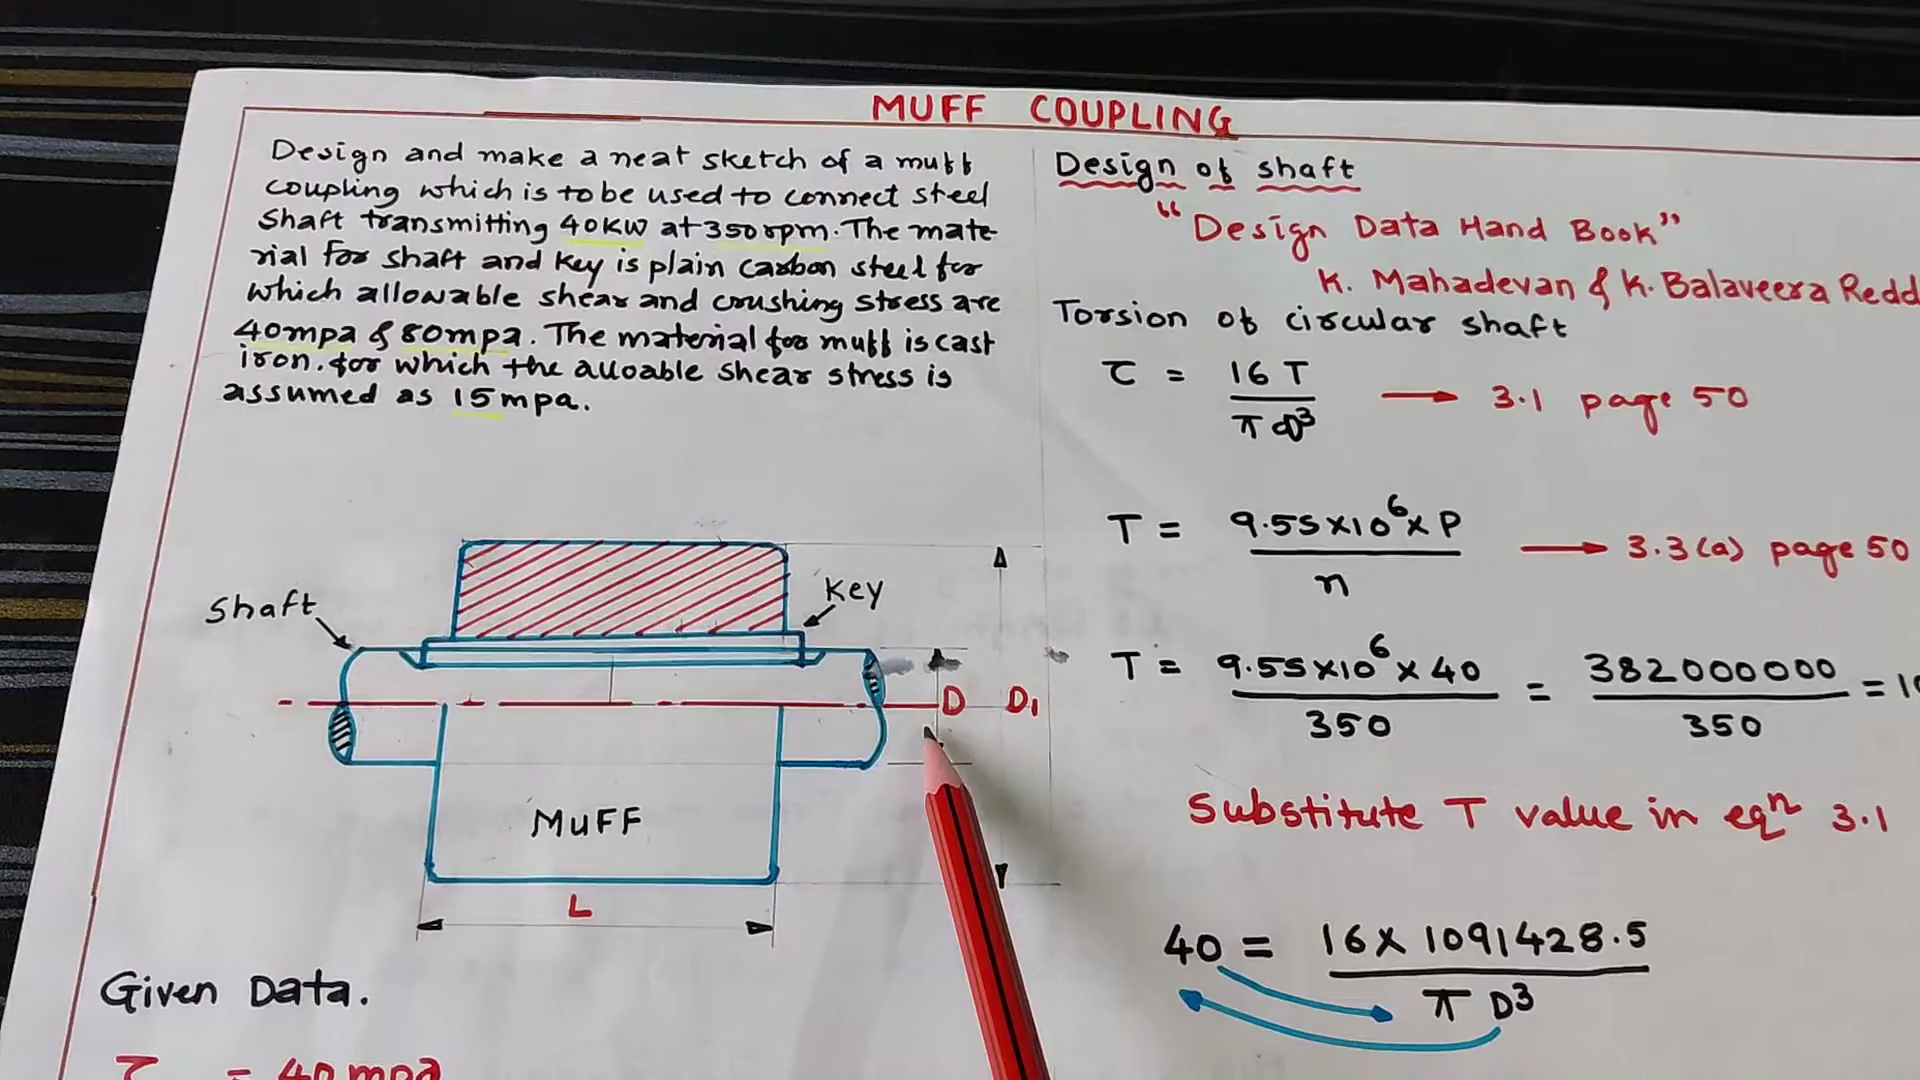 MUFF COUPLING
Design and make a neat sketch of a muff
coupling which is to be used to connect steel
shaft transmitting 40KW at 350rpm. The mate-
rial for shaft and key is plain carbon steel for
which allowable shear and crushing stress are
40mpa & 80mpa. The material for muff is cast
iron. for which the alloable shear stress is
assumed as 15mpa.
Shaft
Key
D D1
MUFF
L
Given Data.
τ = 40mpa
Design of shaft
"Design Data Hand Book"
K. Mahadevan & K. Balaveera Redd
Torsion of circular shaft
τ = 16 T / π D³ → 3.1 page 50
T = 9.55×10⁶×P / n → 3.3(a) page 50
T = 9.55×10⁶×40 / 350 = 382000000 / 350 = 10
Substitute T value in eqn 3.1
40 = 16× 1091428.5 / π D³